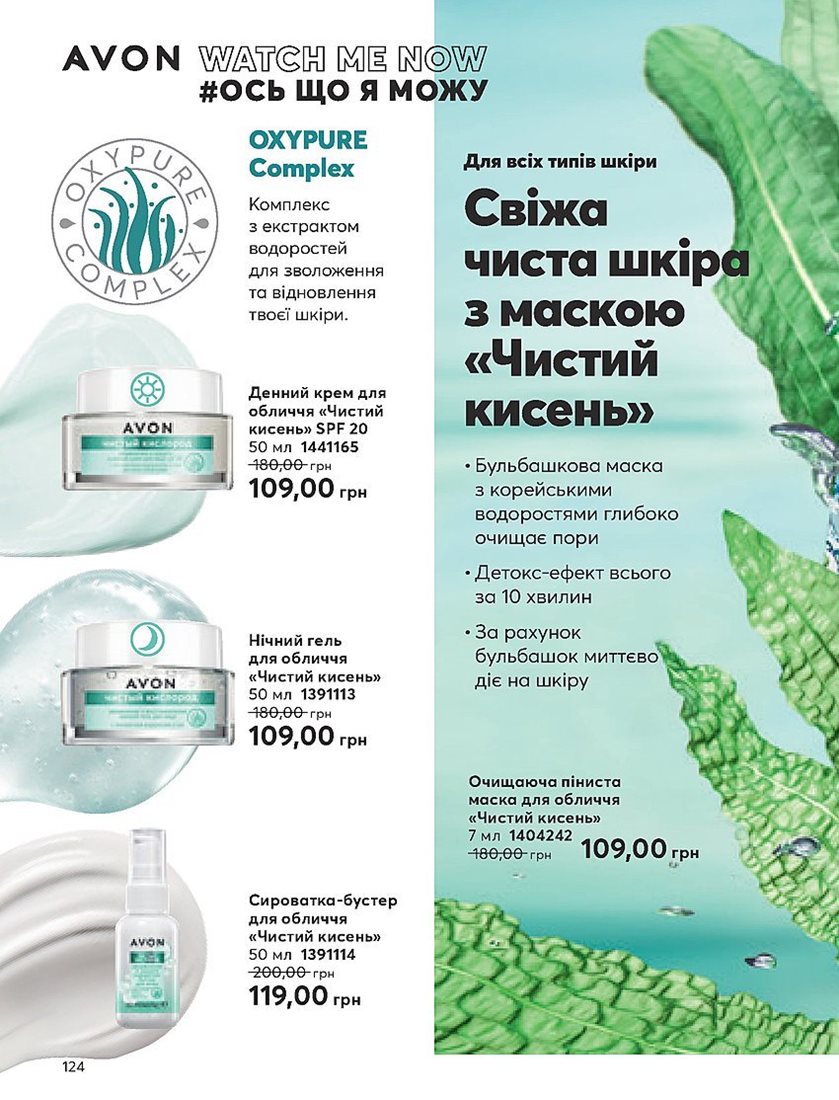 AVON WATCH ME NOW
#ОСЬ ЩО Я МОЖУ
OXYPURE COMPLEX
OXYPURE
Complex
Комплекс
з екстрактом
водоростей
для зволоження
та відновлення
твоєї шкіри.
AVON
ЧИСТЫЙ КИСЛОРОД
Денний крем для
обличчя «Чистий
кисень» SPF 20
50 мл 1441165
180,00 грн
109,00 грн
AVON
ЧИСТЫЙ КИСЛОРОД
Нічний гель
для обличчя
«Чистий кисень»
50 мл 1391113
180,00 грн
109,00 грн
AVON
Сироватка-бустер
для обличчя
«Чистий кисень»
50 мл 1391114
200,00 грн
119,00 грн
124
Для всіх типів шкіри
Свіжа
чиста шкіра
з маскою
«Чистий
кисень»
• Бульбашкова маска
з корейськими
водоростями глибоко
очищає пори
• Детокс-ефект всього
за 10 хвилин
• За рахунок
бульбашок миттєво
діє на шкіру
Очищаюча піниста
маска для обличчя
«Чистий кисень»
7 мл 1404242
180,00 грн 109,00 грн